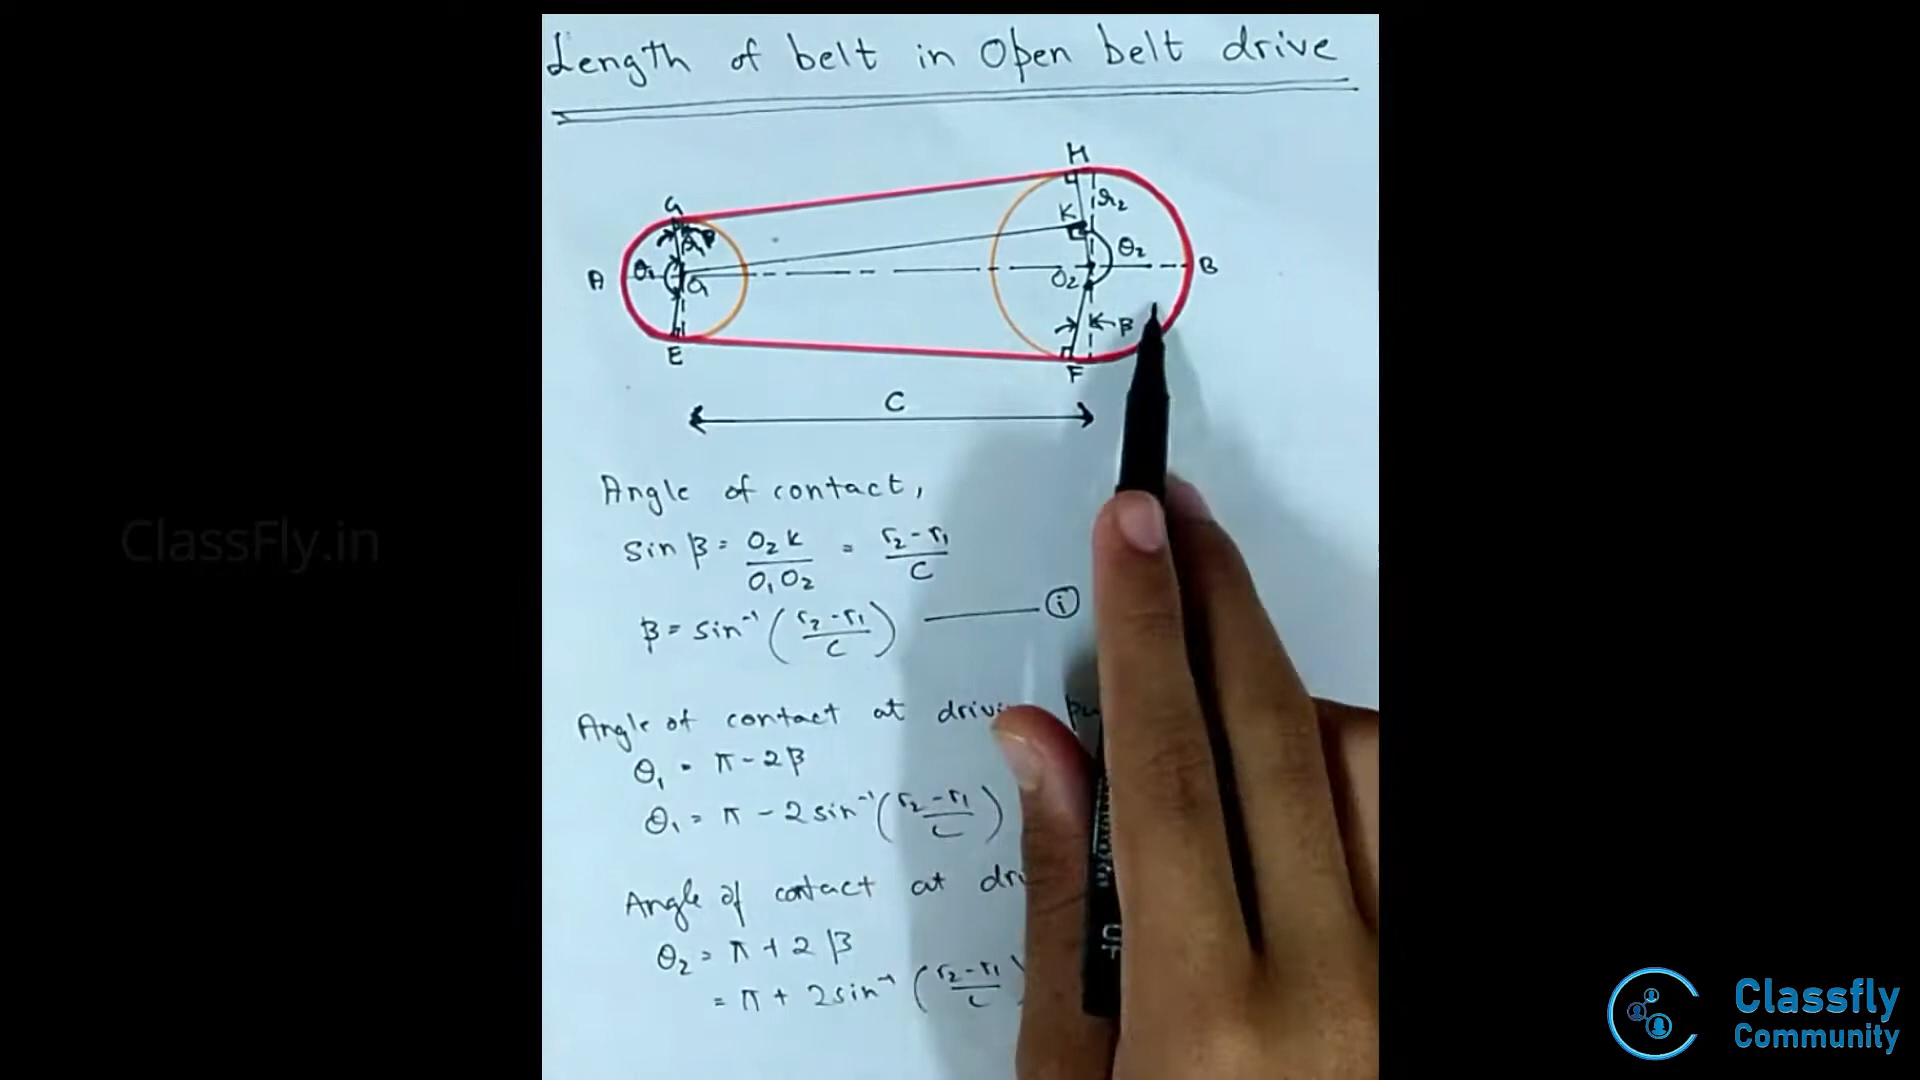 Length of belt in Open belt drive
H
r₂
G
K
θ₂
A
θ₁
O₁
O₂
B
β
E
F
C
Angle of contact,
sin β = O₂K / O₁O₂ = r₂ - r₁ / C
β = sin⁻¹ (r₂ - r₁ / C) — i
Angle of contact at
θ₁ = π - 2β
θ₁ = π - 2 sin⁻¹ (r₂ - r₁ / C)
Angle of contact at
θ₂ = π + 2β
= π + 2 sin⁻¹ (r₂ - r₁ / C)
ClassFly.in
Classfly
Community